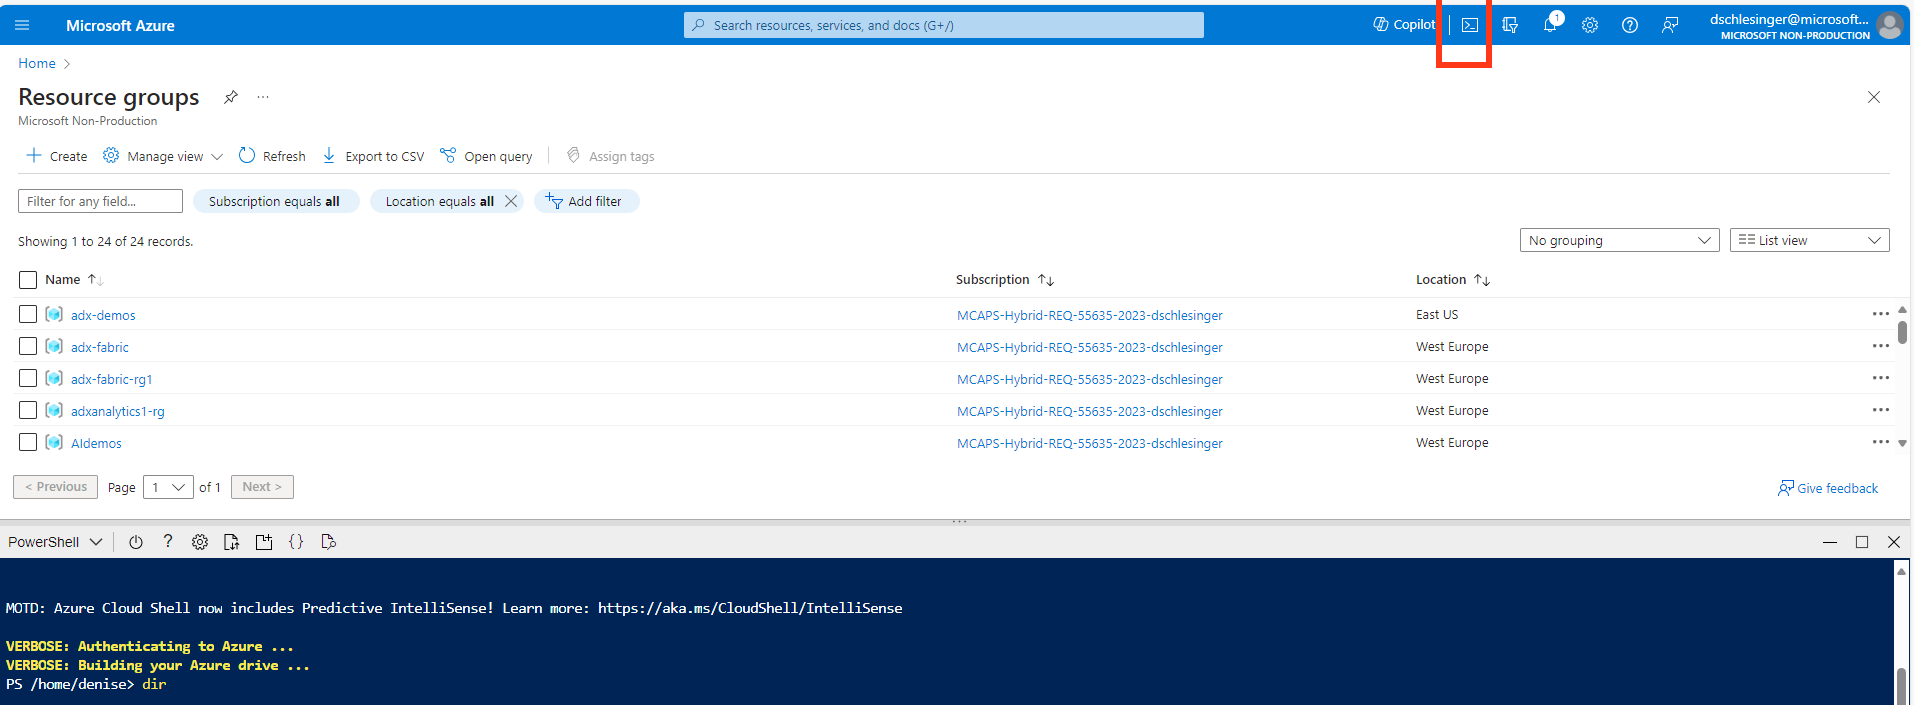 Microsoft Azure
Search resources, services, and docs (G+/)
Copilot
1
dschlesinger@microsoft...
MICROSOFT NON-PRODUCTION
Home >
Resource groups
...
Microsoft Non-Production
Create Manage view Refresh Export to CSV Open query Assign tags
Filter for any field... Subscription equals all Location equals all Add filter
Showing 1 to 24 of 24 records.
No grouping List view
Name Subscription Location
adx-demos MCAPS-Hybrid-REQ-55635-2023-dschlesinger East US
adx-fabric MCAPS-Hybrid-REQ-55635-2023-dschlesinger West Europe
adx-fabric-rg1 MCAPS-Hybrid-REQ-55635-2023-dschlesinger West Europe
adxanalytics1-rg MCAPS-Hybrid-REQ-55635-2023-dschlesinger West Europe
AIdemos MCAPS-Hybrid-REQ-55635-2023-dschlesinger West Europe
< Previous Page 1 of 1 Next >
Give feedback
PowerShell ? {}
MOTD: Azure Cloud Shell now includes Predictive IntelliSense! Learn more: https://aka.ms/CloudShell/IntelliSense
VERBOSE: Authenticating to Azure ...
VERBOSE: Building your Azure drive ...
PS /home/denise> dir